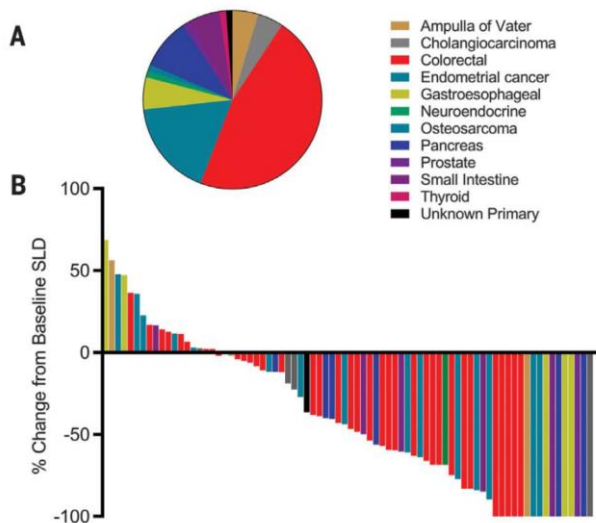 A
Ampulla of Vater
Cholangiocarcinoma
Colorectal
Endometrial cancer
Gastroesophageal
Neuroendocrine
Osteosarcoma
Pancreas
Prostate
Small Intestine
Thyroid
Unknown Primary
B
% Change from Baseline SLD
100
50
0
-50
-100